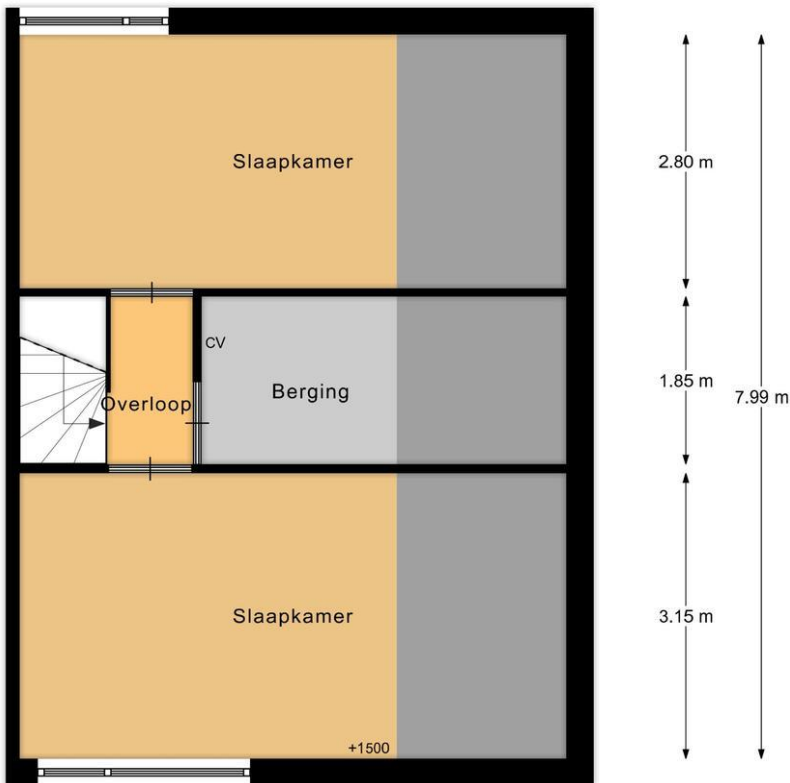 Slaapkamer
2.80 m
CV
Overloop
Berging
1.85 m
7.99 m
Slaapkamer
3.15 m
+1500